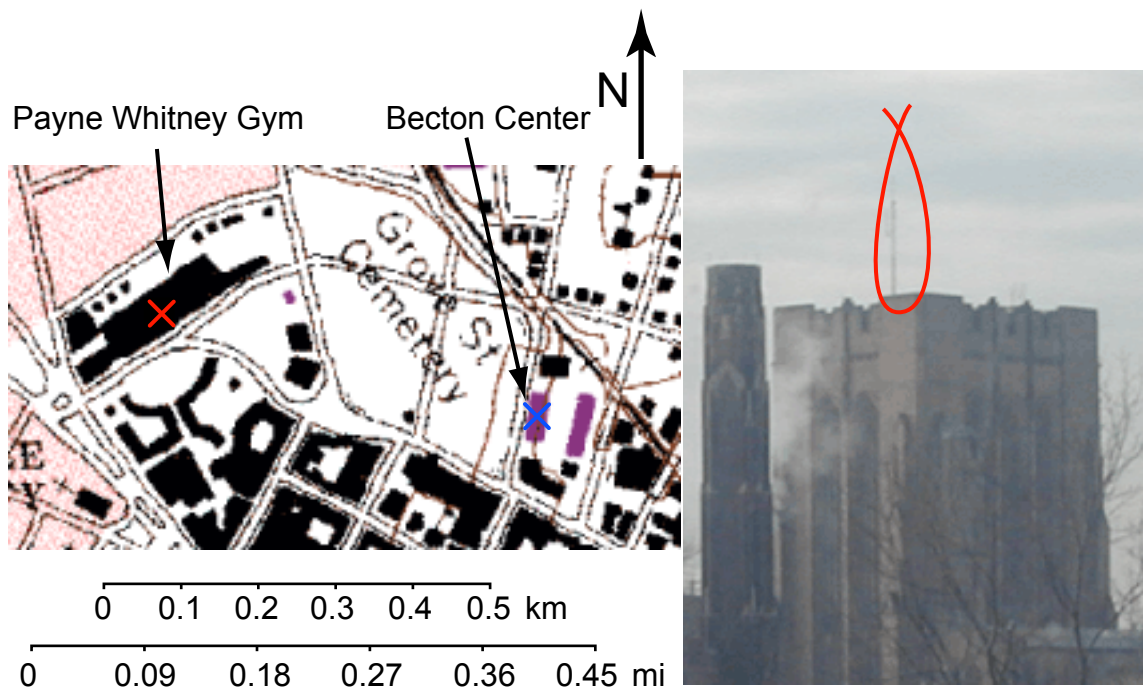 N
Payne Whitney Gym
Becton Center
Grove St
Cemetery
E
Y
0 0.1 0.2 0.3 0.4 0.5 km
0 0.09 0.18 0.27 0.36 0.45 mi